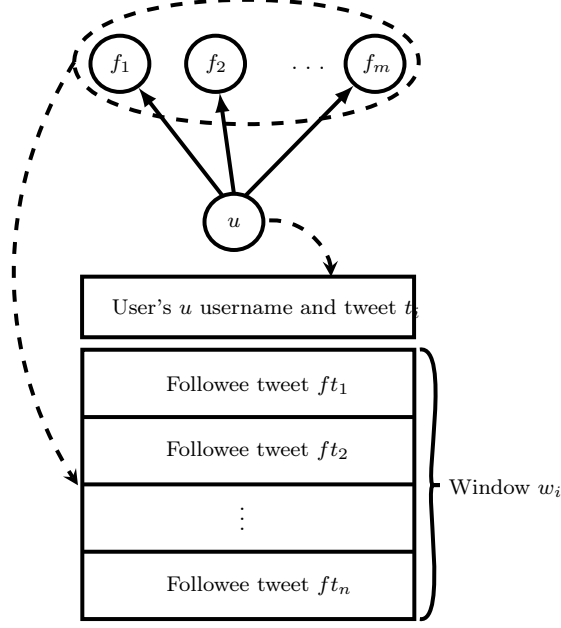 f₁ f₂ . . . fₘ
u
User's u username and tweet tᵢ
Followee tweet ft₁
Followee tweet ft₂
⋮
Window wᵢ
Followee tweet ftₙ